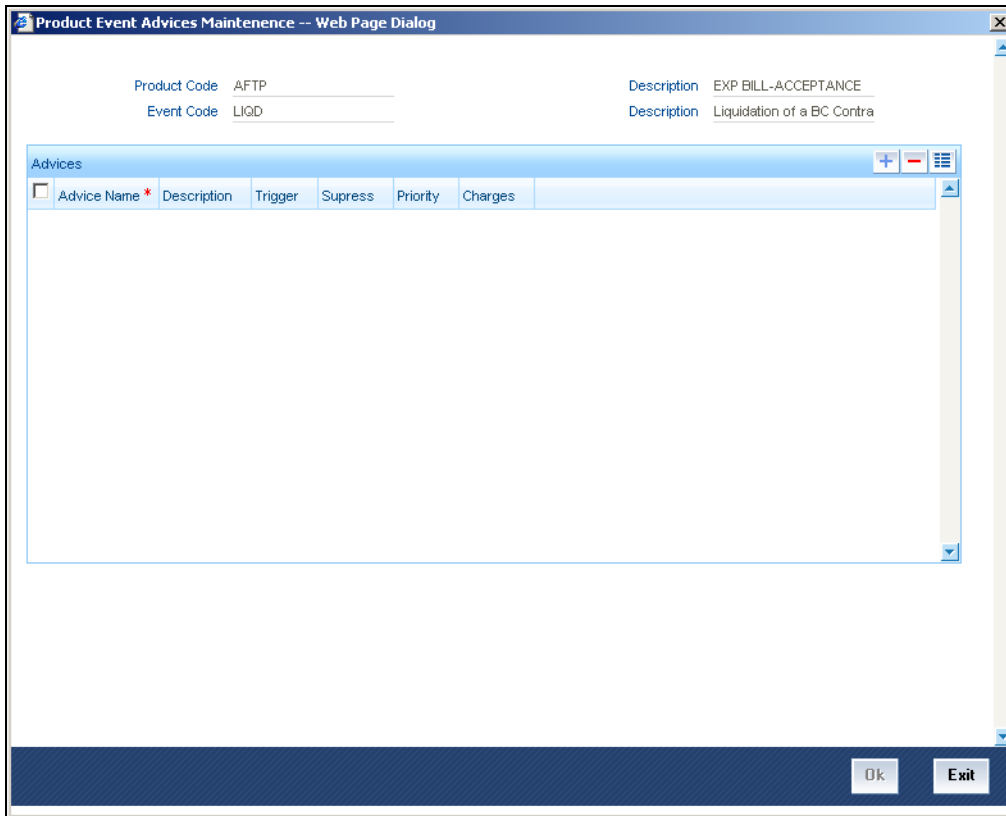 Product Event Advices Maintenence -- Web Page Dialog
Product Code AFTP Description EXP BILL-ACCEPTANCE
Event Code LIQD Description Liquidation of a BC Contra
Advices
Advice Name * Description Trigger Supress Priority Charges
Ok Exit